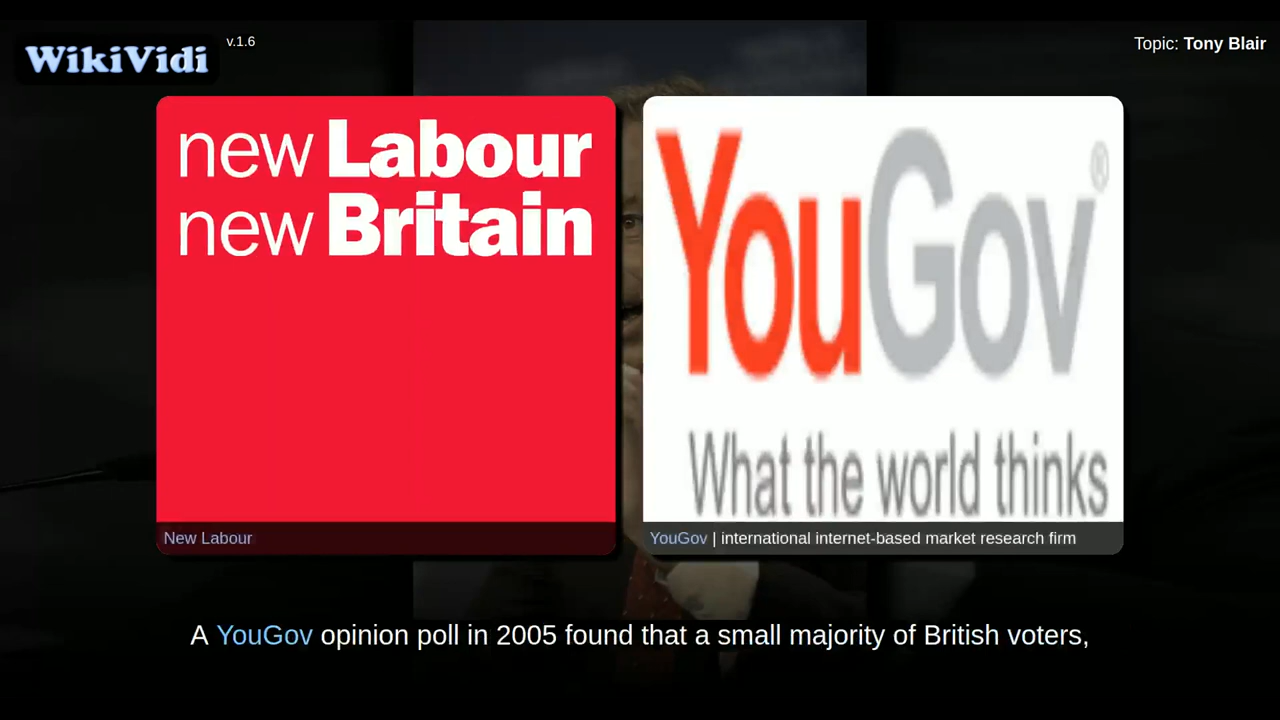 WikiVidi
v.1.6
Topic: Tony Blair
new Labour
new Britain
New Labour
YouGov®
What the world thinks
YouGov | international internet-based market research firm
A YouGov opinion poll in 2005 found that a small majority of British voters,